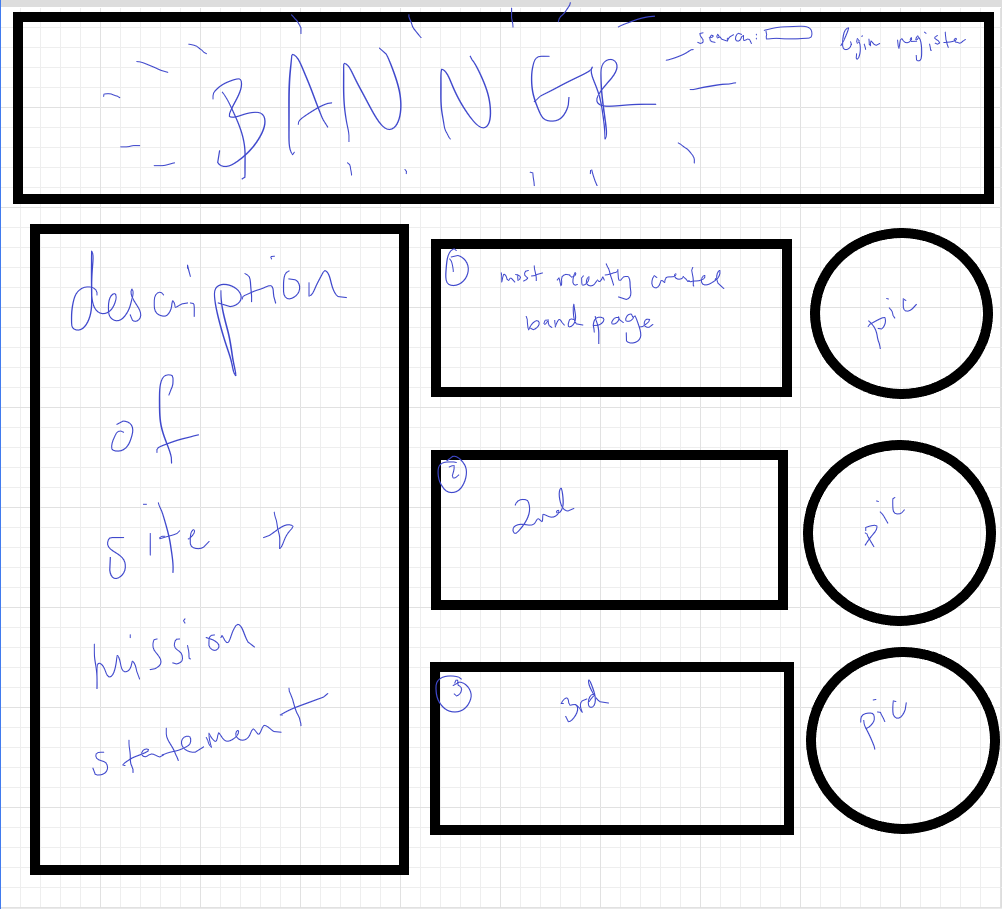 search: login register
BANNER
description
of
site +
mission
statement
1 most recently created
band page
pic
2
2nd
pic
3
3rd
pic